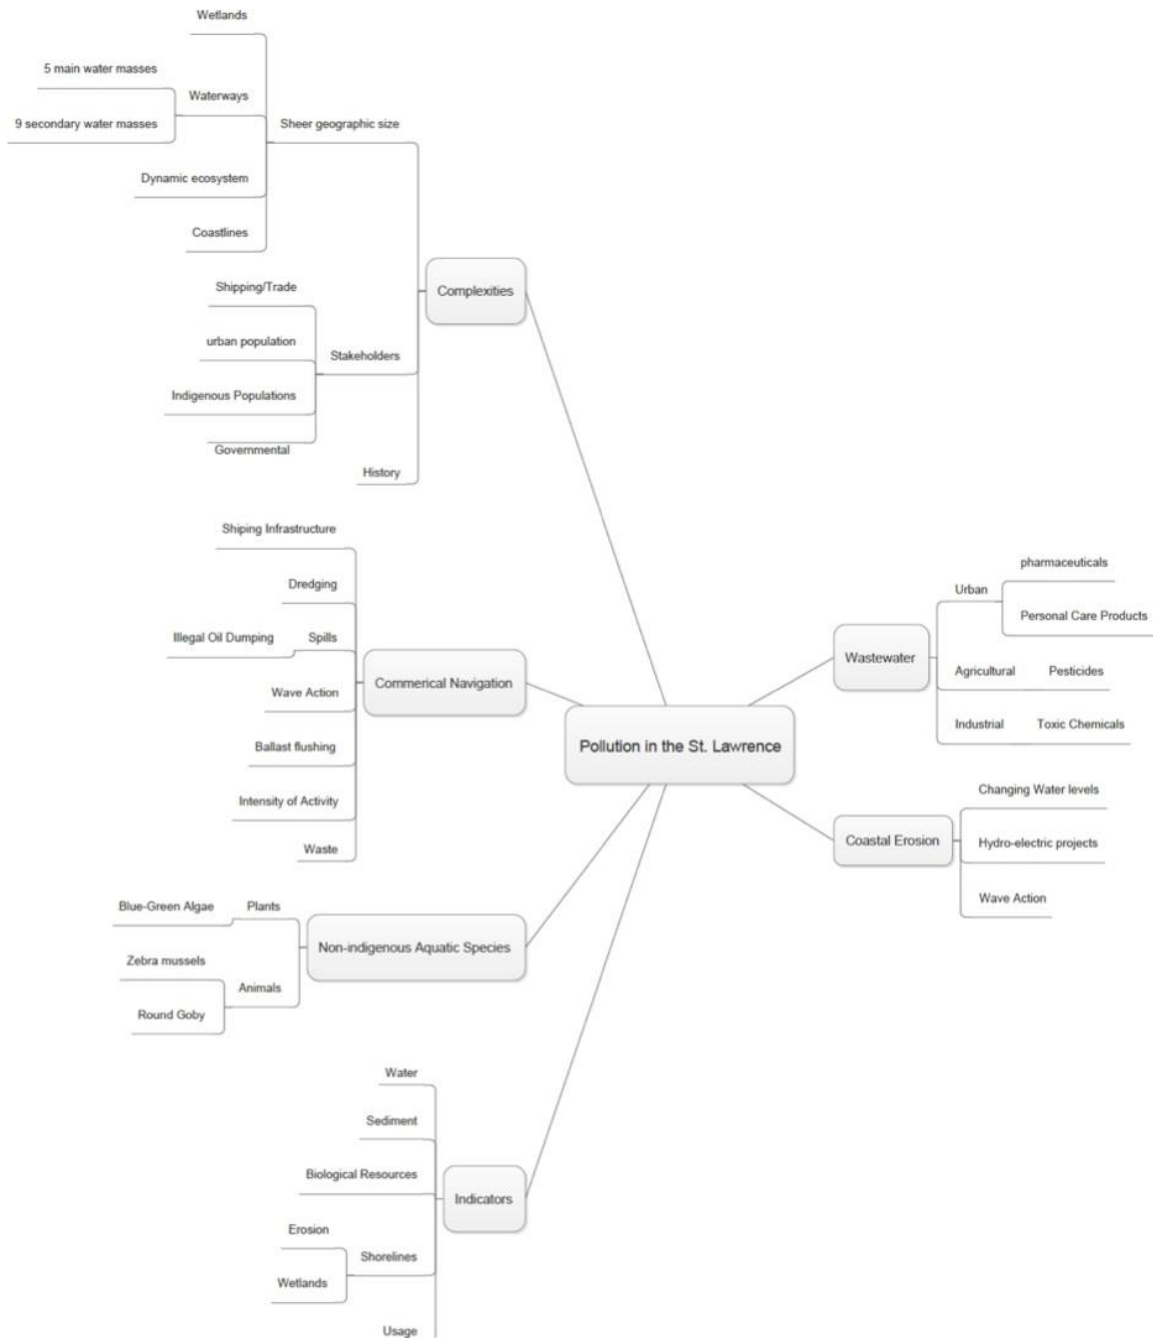 Wetlands
5 main water masses
Waterways
9 secondary water masses
Sheer geographic size
Dynamic ecosystem
Coastlines
Complexities
Shipping/Trade
urban population
Stakeholders
Indigenous Populations
Governmental
History
Shiping Infrastructure
Dredging
Illegal Oil Dumping
Spills
Commerical Navigation
Wave Action
Ballast flushing
Intensity of Activity
Waste
Blue-Green Algae
Plants
Non-indigenous Aquatic Species
Zebra mussels
Animals
Round Goby
Water
Sediment
Biological Resources
Indicators
Erosion
Shorelines
Wetlands
Usage
Pollution in the St. Lawrence
pharmaceuticals
Urban
Personal Care Products
Wastewater
Agricultural
Pesticides
Industrial
Toxic Chemicals
Changing Water levels
Coastal Erosion
Hydro-electric projects
Wave Action